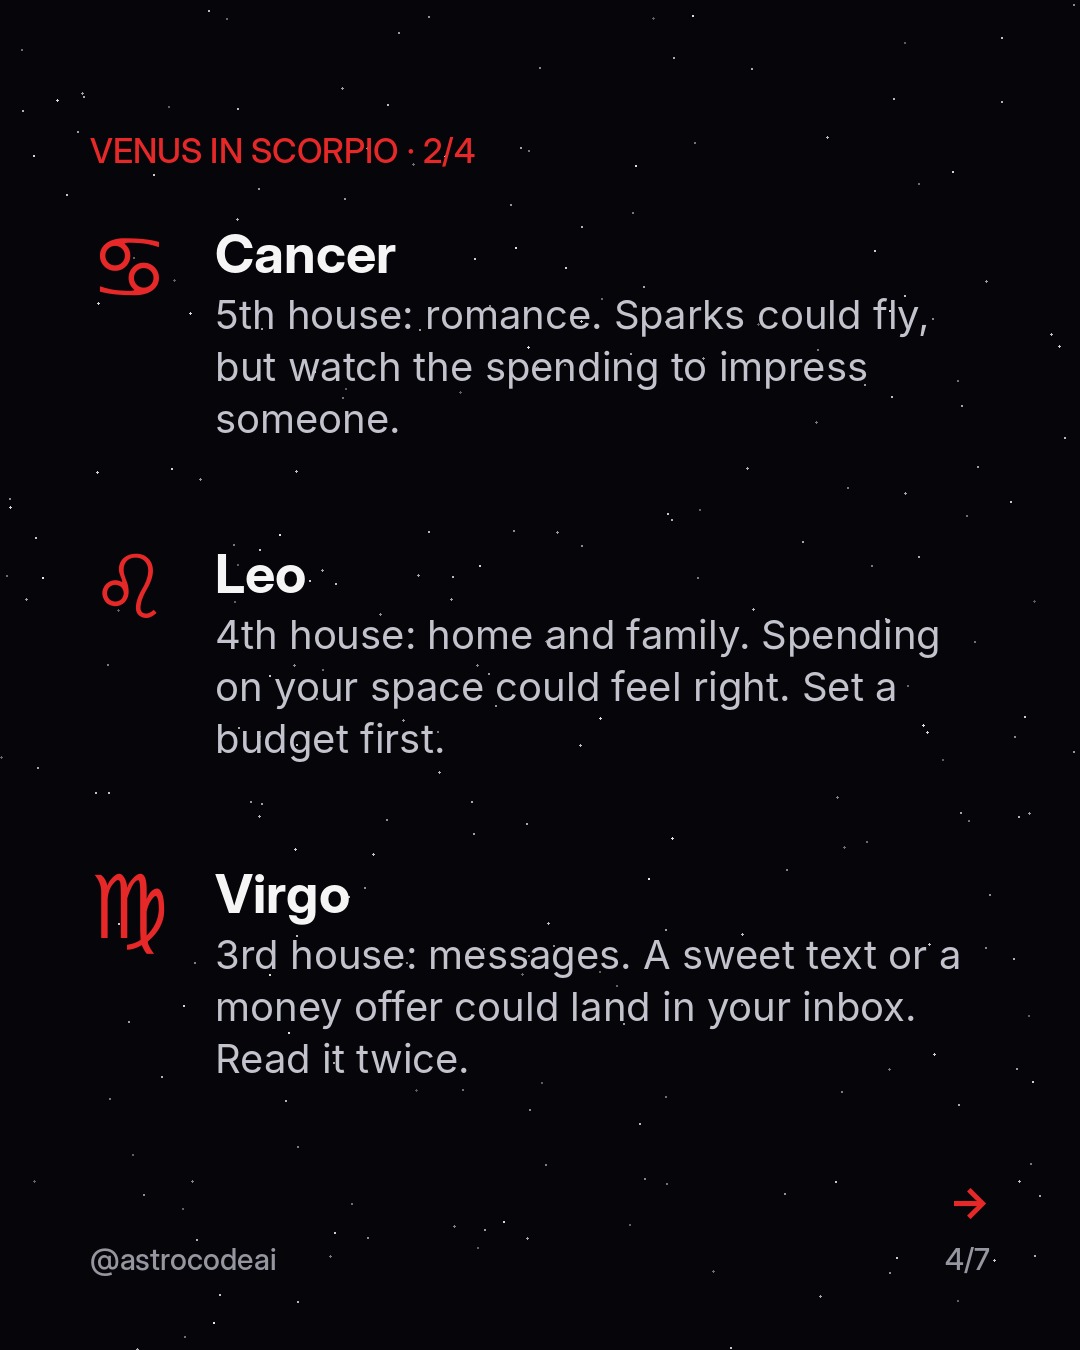 VENUS IN SCORPIO · 2/4
♋ Cancer
5th house: romance. Sparks could fly,
but watch the spending to impress
someone.
♌ Leo
4th house: home and family. Spending
on your space could feel right. Set a
budget first.
♍ Virgo
3rd house: messages. A sweet text or a
money offer could land in your inbox.
Read it twice.
→
@astrocodeai
4/7